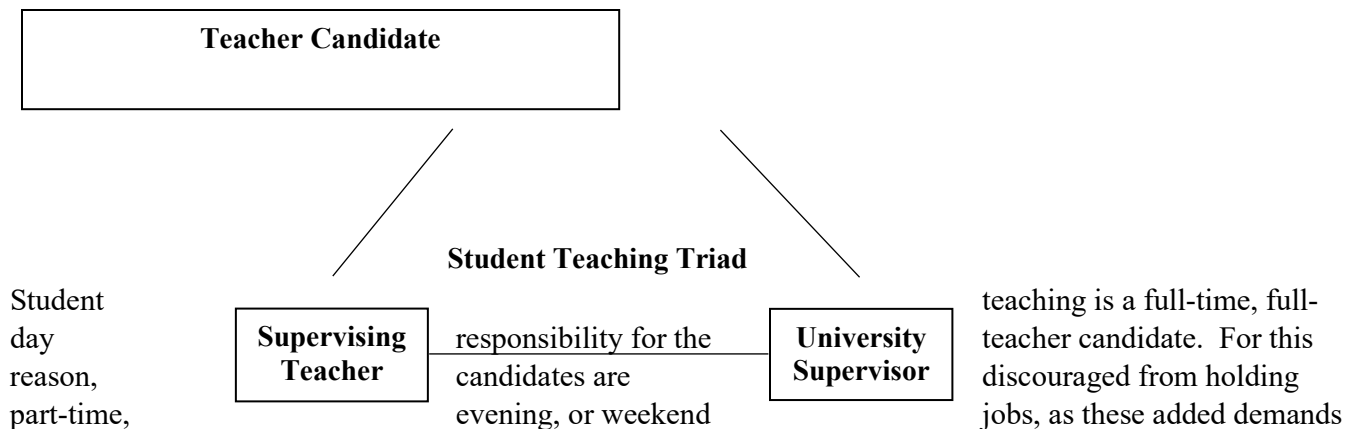 Teacher Candidate
Student Teaching Triad
Student teaching is a full-time, full-
day responsibility for the teacher candidate.  For this
reason, candidates are discouraged from holding
part-time, evening, or weekend jobs, as these added demands
Supervising
Teacher
University
Supervisor